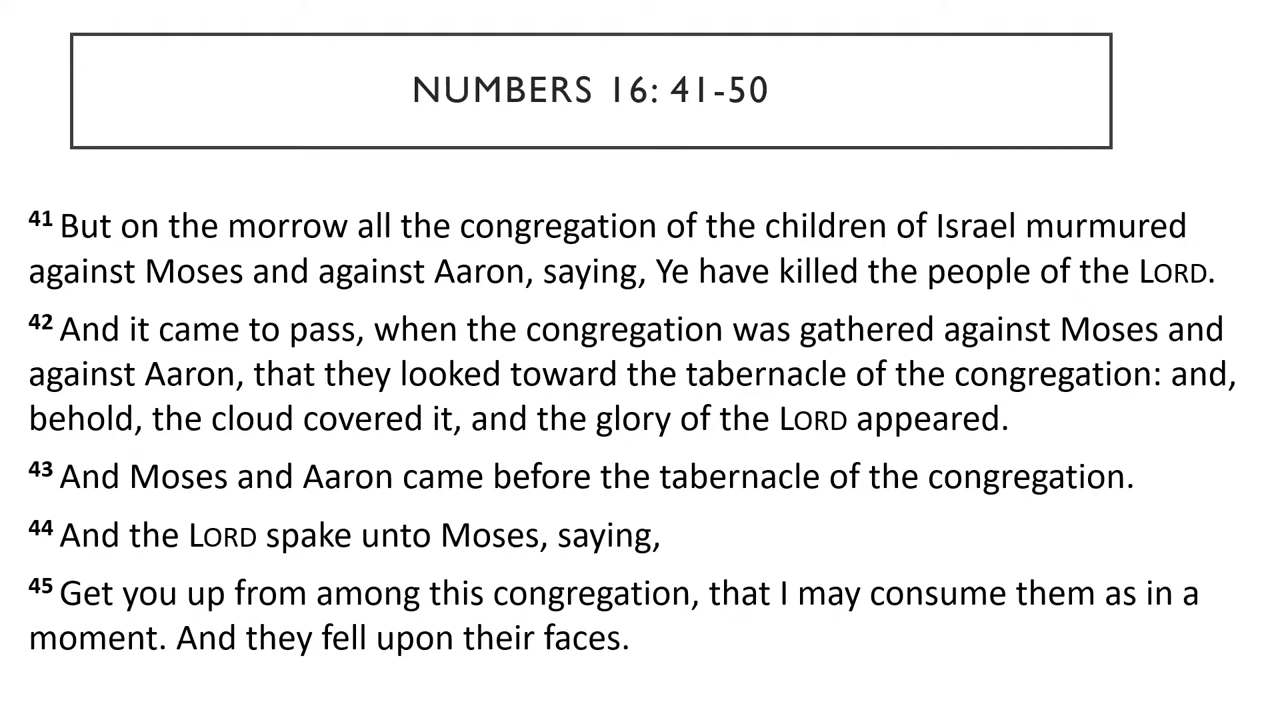 NUMBERS 16: 41-50
41 But on the morrow all the congregation of the children of Israel murmured
against Moses and against Aaron, saying, Ye have killed the people of the LORD.
42 And it came to pass, when the congregation was gathered against Moses and
against Aaron, that they looked toward the tabernacle of the congregation: and,
behold, the cloud covered it, and the glory of the LORD appeared.
43 And Moses and Aaron came before the tabernacle of the congregation.
44 And the LORD spake unto Moses, saying,
45 Get you up from among this congregation, that I may consume them as in a
moment. And they fell upon their faces.